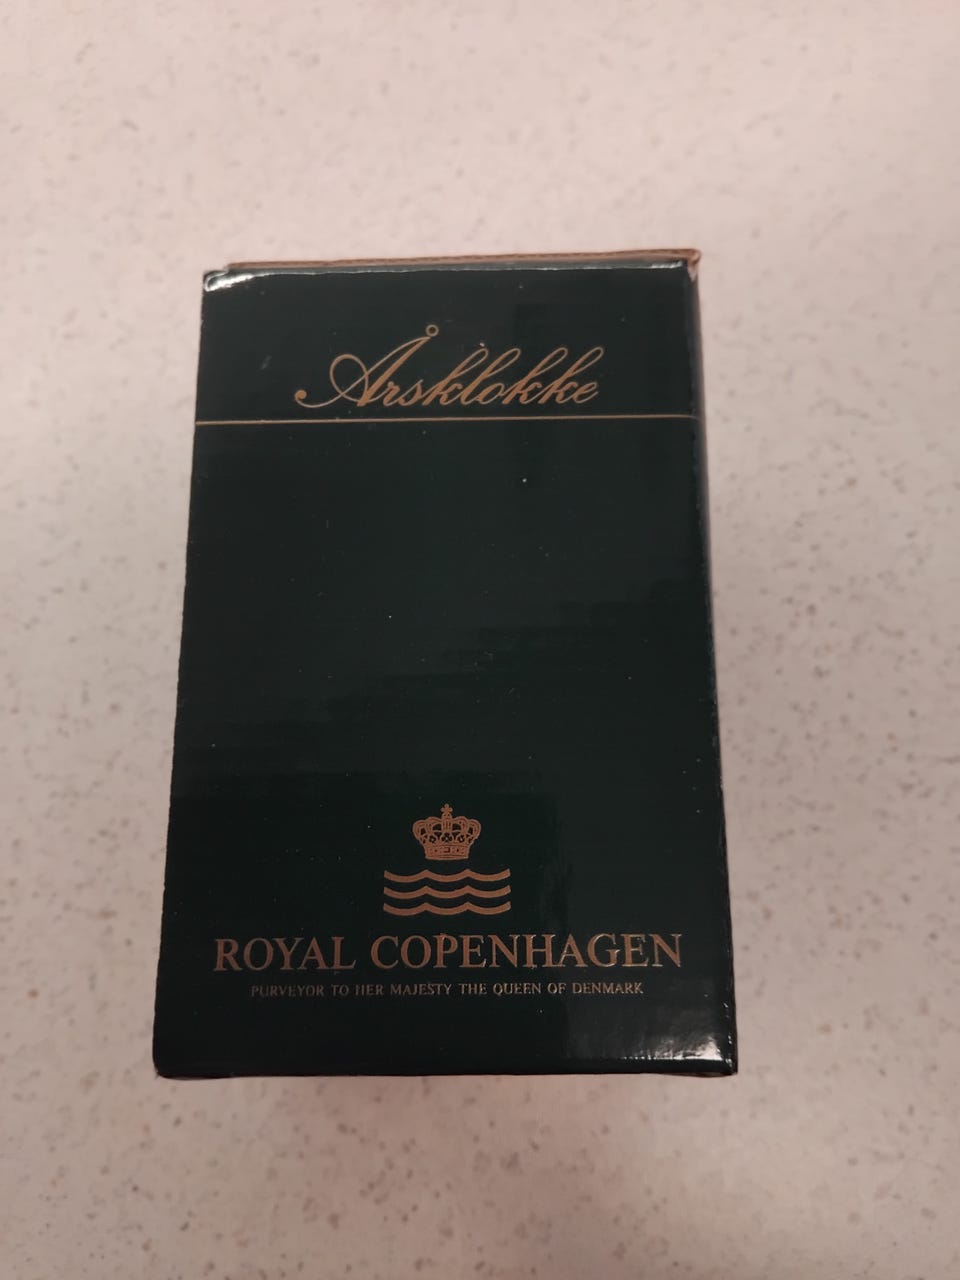 Årsklokke
ROYAL COPENHAGEN
PURVEYOR TO HER MAJESTY THE QUEEN OF DENMARK